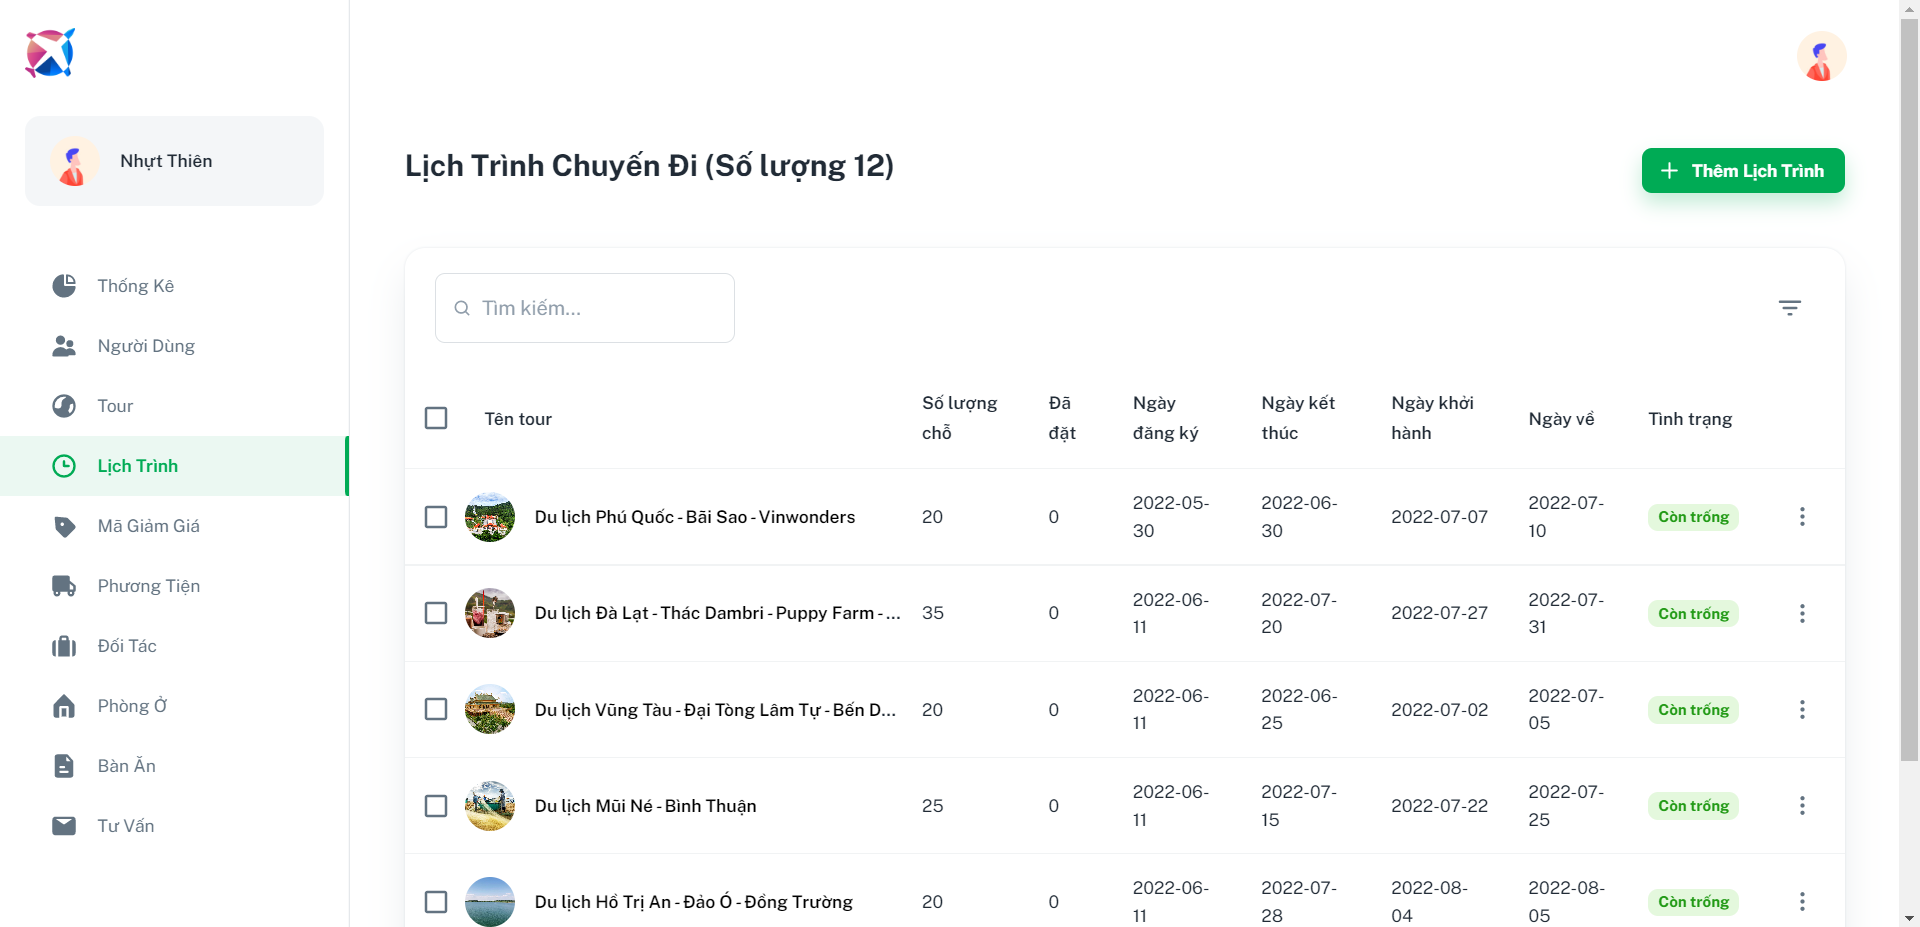 Nhựt Thiên
Thống Kê
Người Dùng
Tour
Lịch Trình
Mã Giảm Giá
Phương Tiện
Đối Tác
Phòng Ở
Bàn Ăn
Tư Vấn
Lịch Trình Chuyến Đi (Số lượng 12)
Thêm Lịch Trình
Tìm kiếm...
Tên tour
Số lượng
chỗ
Đã
đặt
Ngày
đăng ký
Ngày kết
thúc
Ngày khởi
hành
Ngày về
Tình trạng
Du lịch Phú Quốc - Bãi Sao - Vinwonders
20
0
2022-05-
30
2022-06-
30
2022-07-07
2022-07-
10
Còn trống
Du lịch Đà Lạt - Thác Dambri - Puppy Farm - ...
35
0
2022-06-
11
2022-07-
20
2022-07-27
2022-07-
31
Còn trống
Du lịch Vũng Tàu - Đại Tòng Lâm Tự - Bến D...
20
0
2022-06-
11
2022-06-
25
2022-07-02
2022-07-
05
Còn trống
Du lịch Mũi Né - Bình Thuận
25
0
2022-06-
11
2022-07-
15
2022-07-22
2022-07-
25
Còn trống
Du lịch Hồ Trị An - Đảo Ó - Đồng Trường
20
0
2022-06-
11
2022-07-
28
2022-08-
04
2022-08-
05
Còn trống